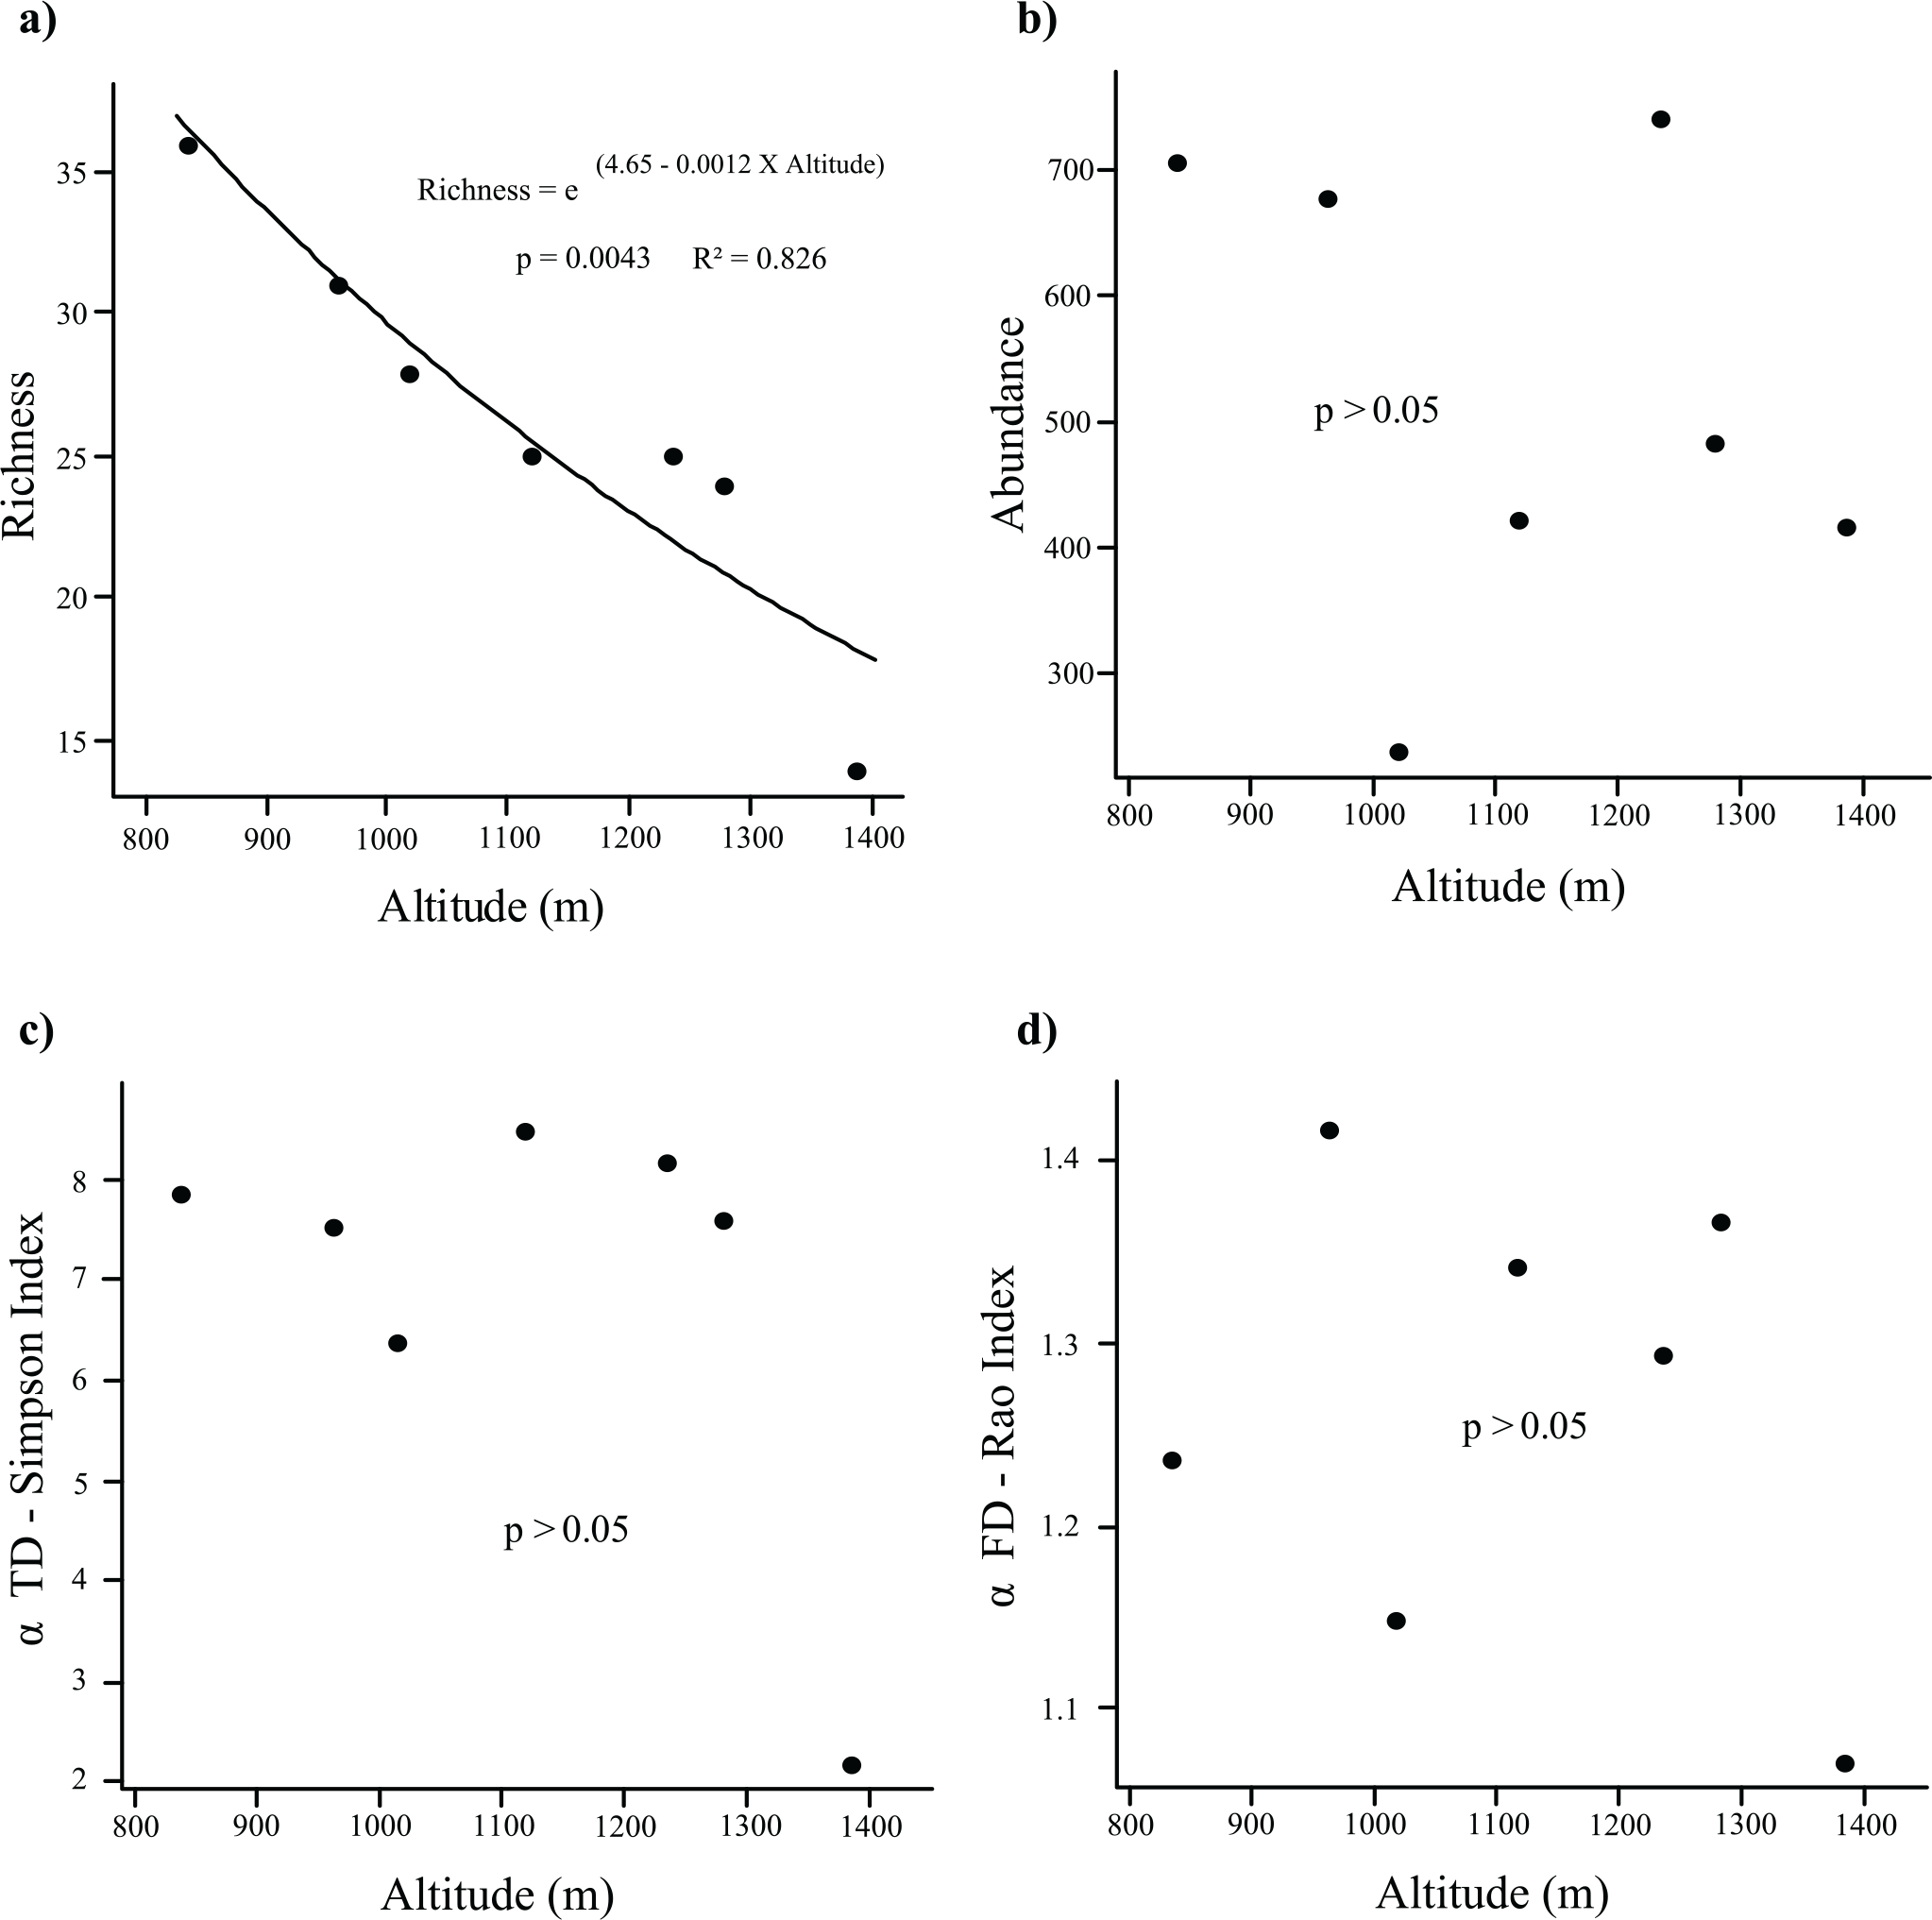 a)
Richness
35
30
25
20
15
Richness = e (4.65 - 0.0012 X Altitude)
p = 0.0043 R² = 0.826
800 900 1000 1100 1200 1300 1400
Altitude (m)
b)
Abundance
700
600
500
400
300
p > 0.05
800 900 1000 1100 1200 1300 1400
Altitude (m)
c)
α TD - Simpson Index
8
7
6
5
4
3
2
p > 0.05
800 900 1000 1100 1200 1300 1400
Altitude (m)
d)
α FD - Rao Index
1.4
1.3
1.2
1.1
p > 0.05
800 900 1000 1100 1200 1300 1400
Altitude (m)